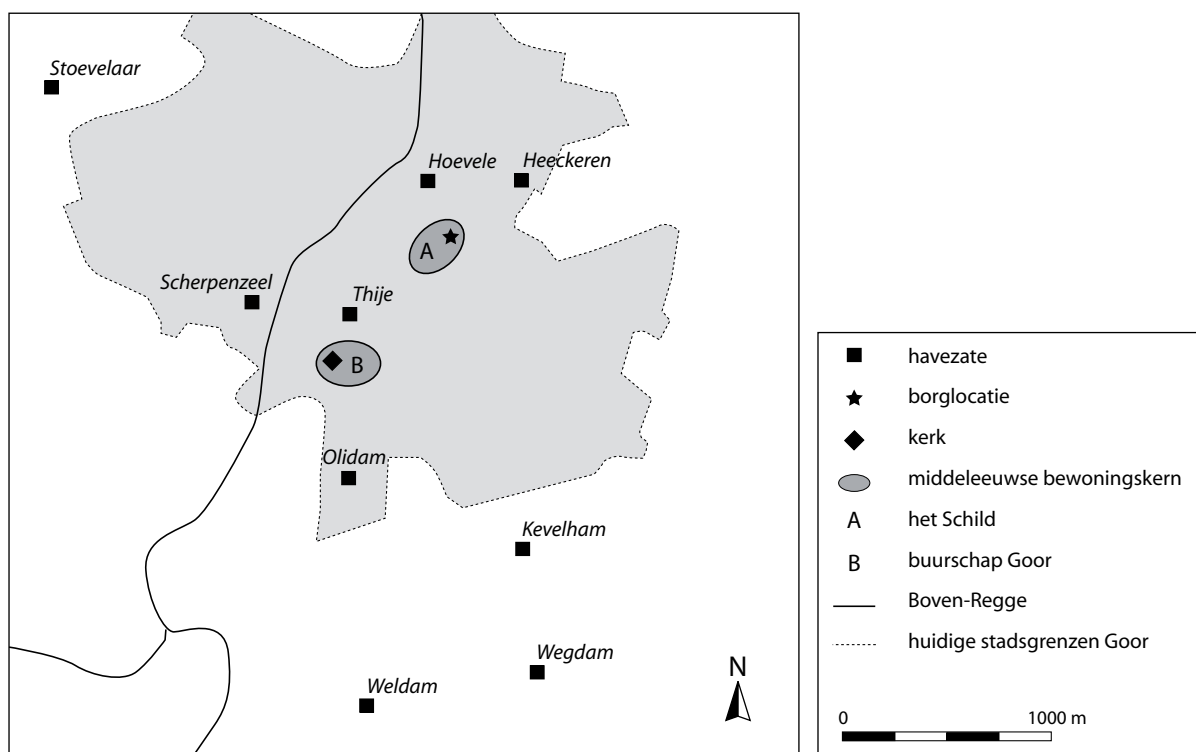 Stoevelaar
Hoevele
Heeckeren
A
Scherpenzeel
Thije
B
Olidam
Kevelham
Wegdam
Weldam
N
havezate
borglocatie
kerk
middeleeuwse bewoningskern
A het Schild
B buurschap Goor
Boven-Regge
huidige stadsgrenzen Goor
0 1000 m